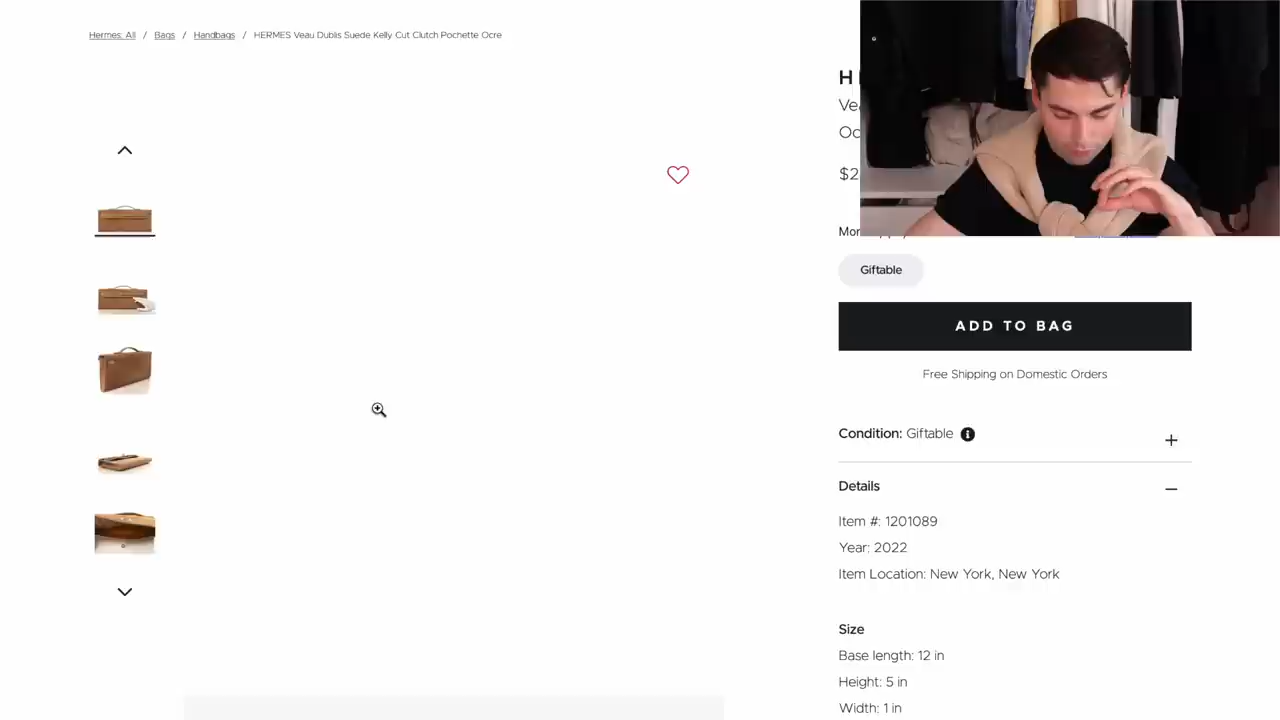 Hermes: All / Bags / Handbags / HERMES Veau Dublis Suede Kelly Cut Clutch Pochette Ocre
H
$2
Giftable
ADD TO BAG
Free Shipping on Domestic Orders
Condition: Giftable
Details
Item #: 1201089
Year: 2022
Item Location: New York, New York
Size
Base length: 12 in
Height: 5 in
Width: 1 in